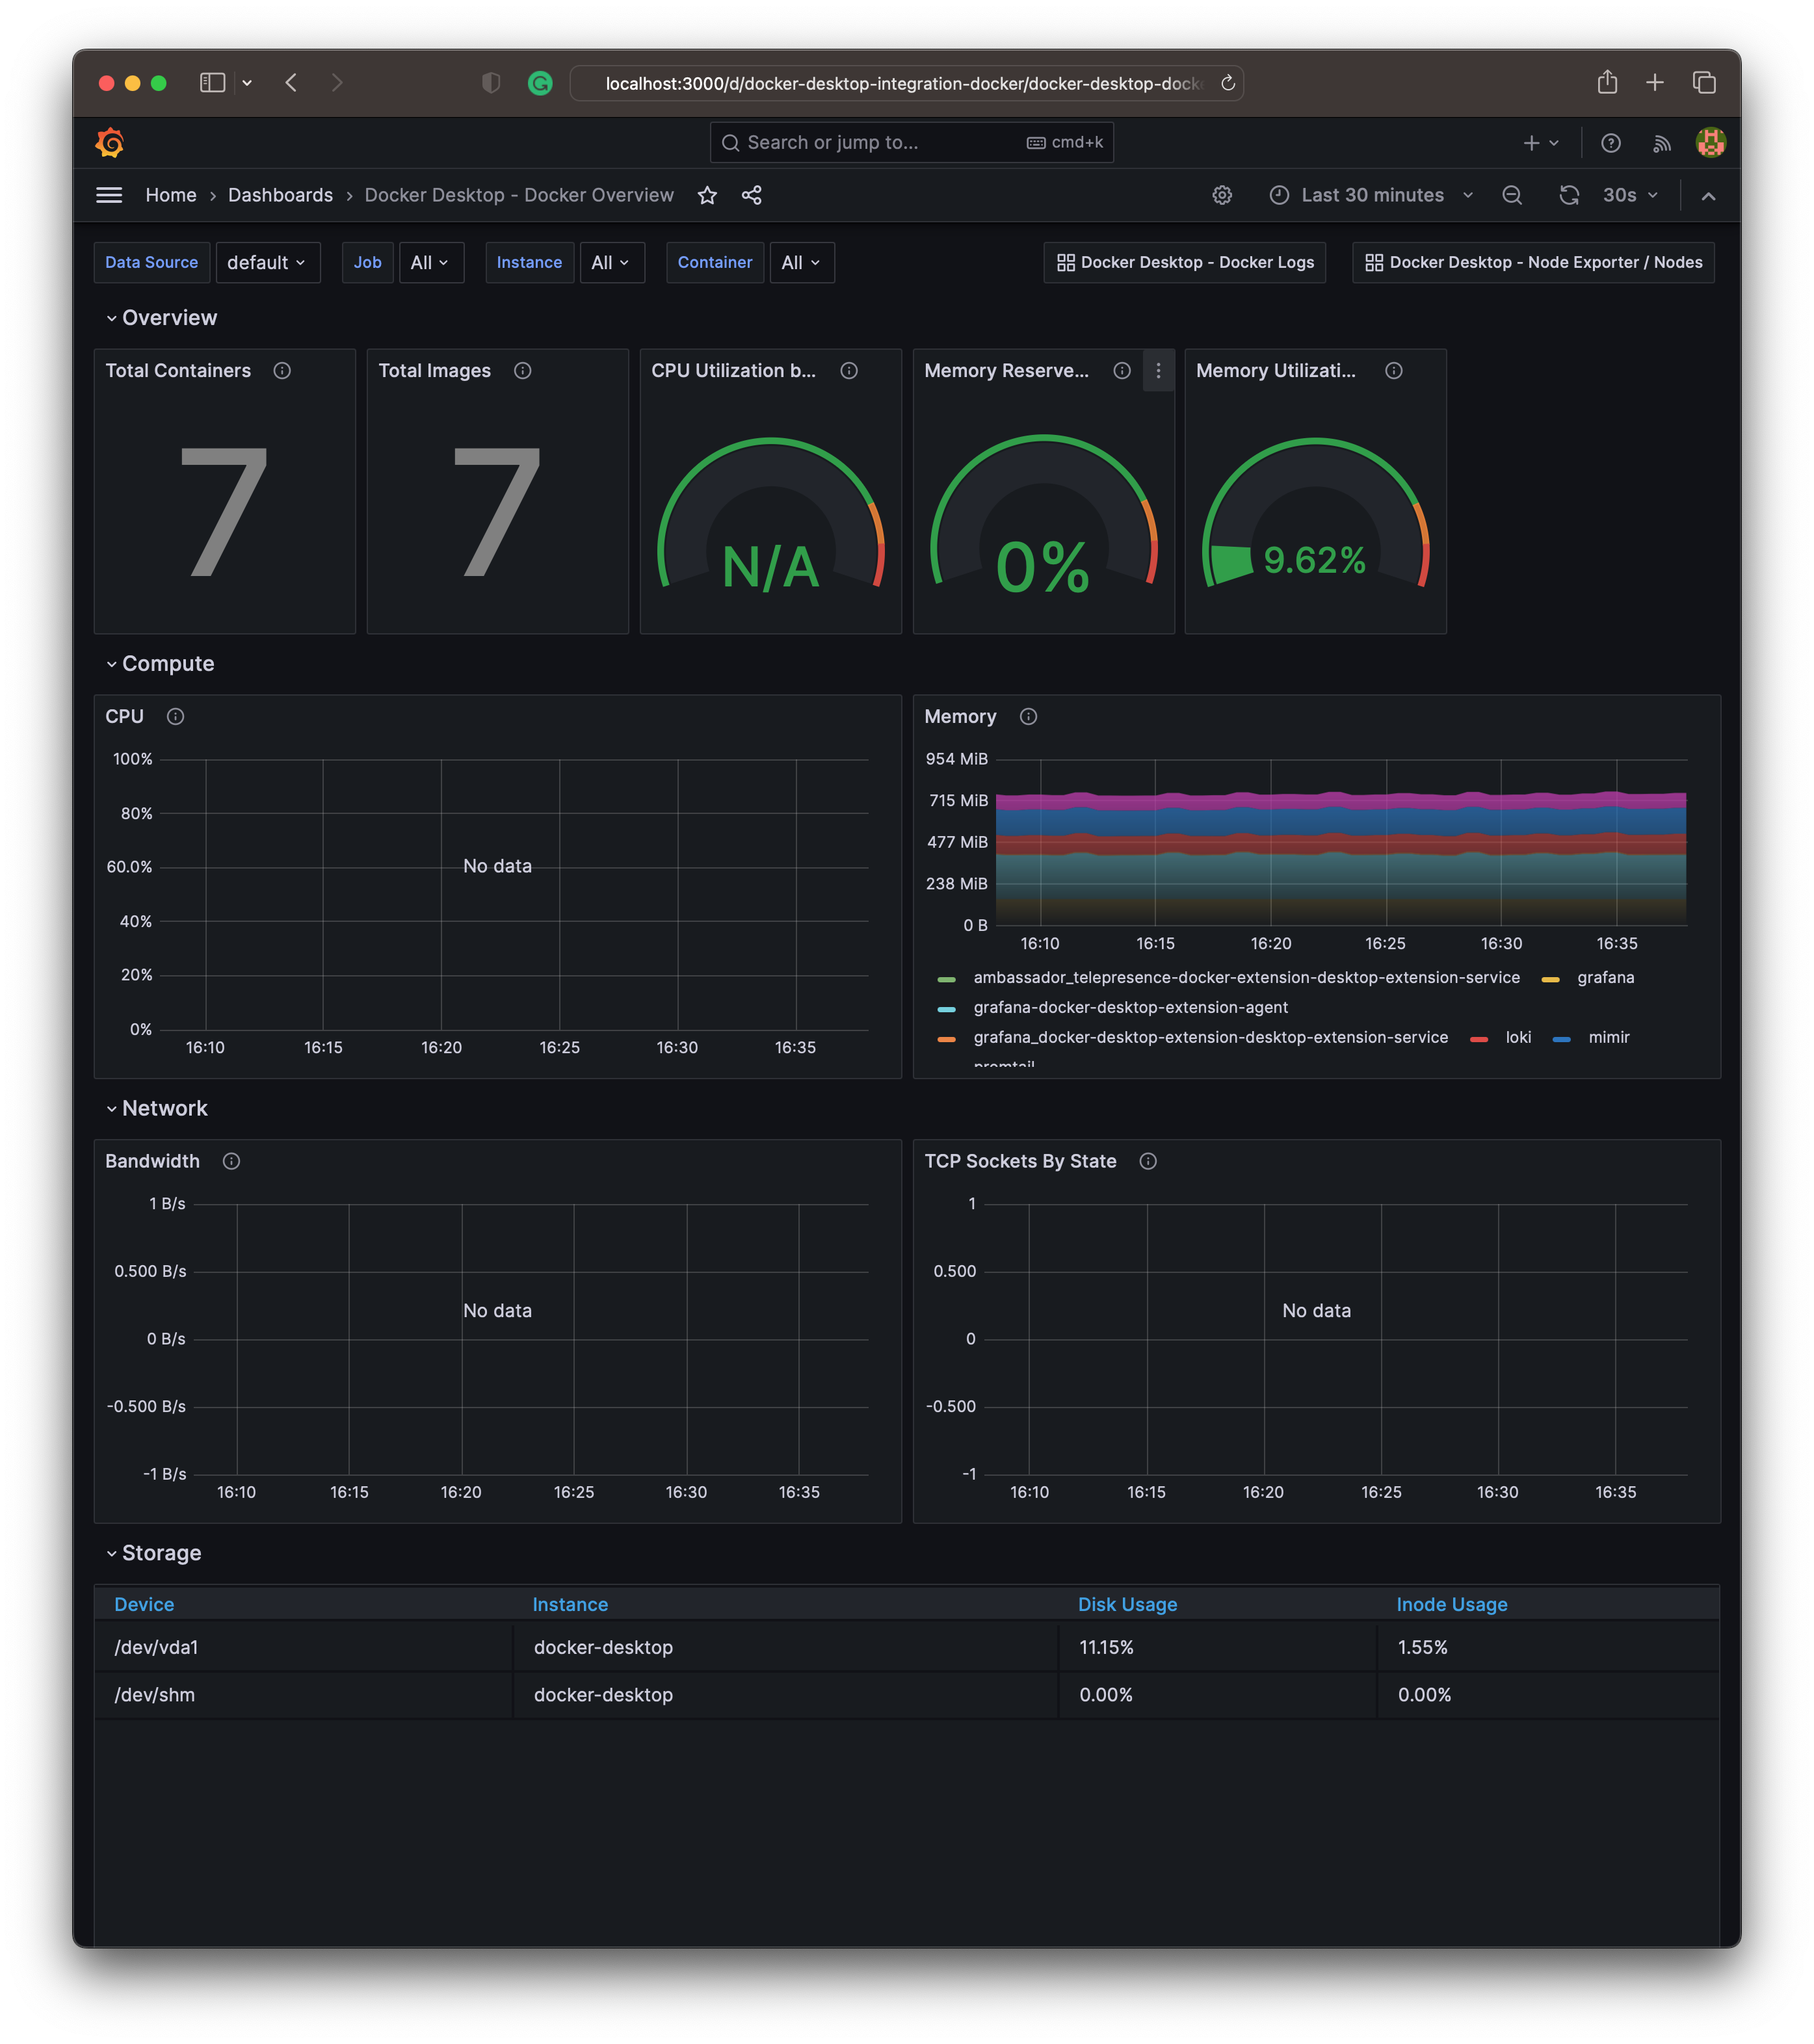 localhost:3000/d/docker-desktop-integration-docker/docker-desktop-dock
Search or jump to... cmd+k
Home Dashboards Docker Desktop - Docker Overview Last 30 minutes 30s
Data Source default Job All Instance All Container All Docker Desktop - Docker Logs Docker Desktop - Node Exporter / Nodes
Overview
Total Containers Total Images CPU Utilization b... Memory Reserve... Memory Utilizati...
7 7 N/A 0% 9.62%
Compute
CPU
100%
80%
60.0%
40%
20%
0%
No data
16:10 16:15 16:20 16:25 16:30 16:35
Memory
954 MiB
715 MiB
477 MiB
238 MiB
0 B
16:10 16:15 16:20 16:25 16:30 16:35
ambassador_telepresence-docker-extension-desktop-extension-service grafana
grafana-docker-desktop-extension-agent
grafana_docker-desktop-extension-desktop-extension-service loki mimir
promtail
Network
Bandwidth
1 B/s
0.500 B/s
0 B/s
-0.500 B/s
-1 B/s
No data
16:10 16:15 16:20 16:25 16:30 16:35
TCP Sockets By State
1
0.500
0
-0.500
-1
No data
16:10 16:15 16:20 16:25 16:30 16:35
Storage
Device Instance Disk Usage Inode Usage
/dev/vda1 docker-desktop 11.15% 1.55%
/dev/shm docker-desktop 0.00% 0.00%